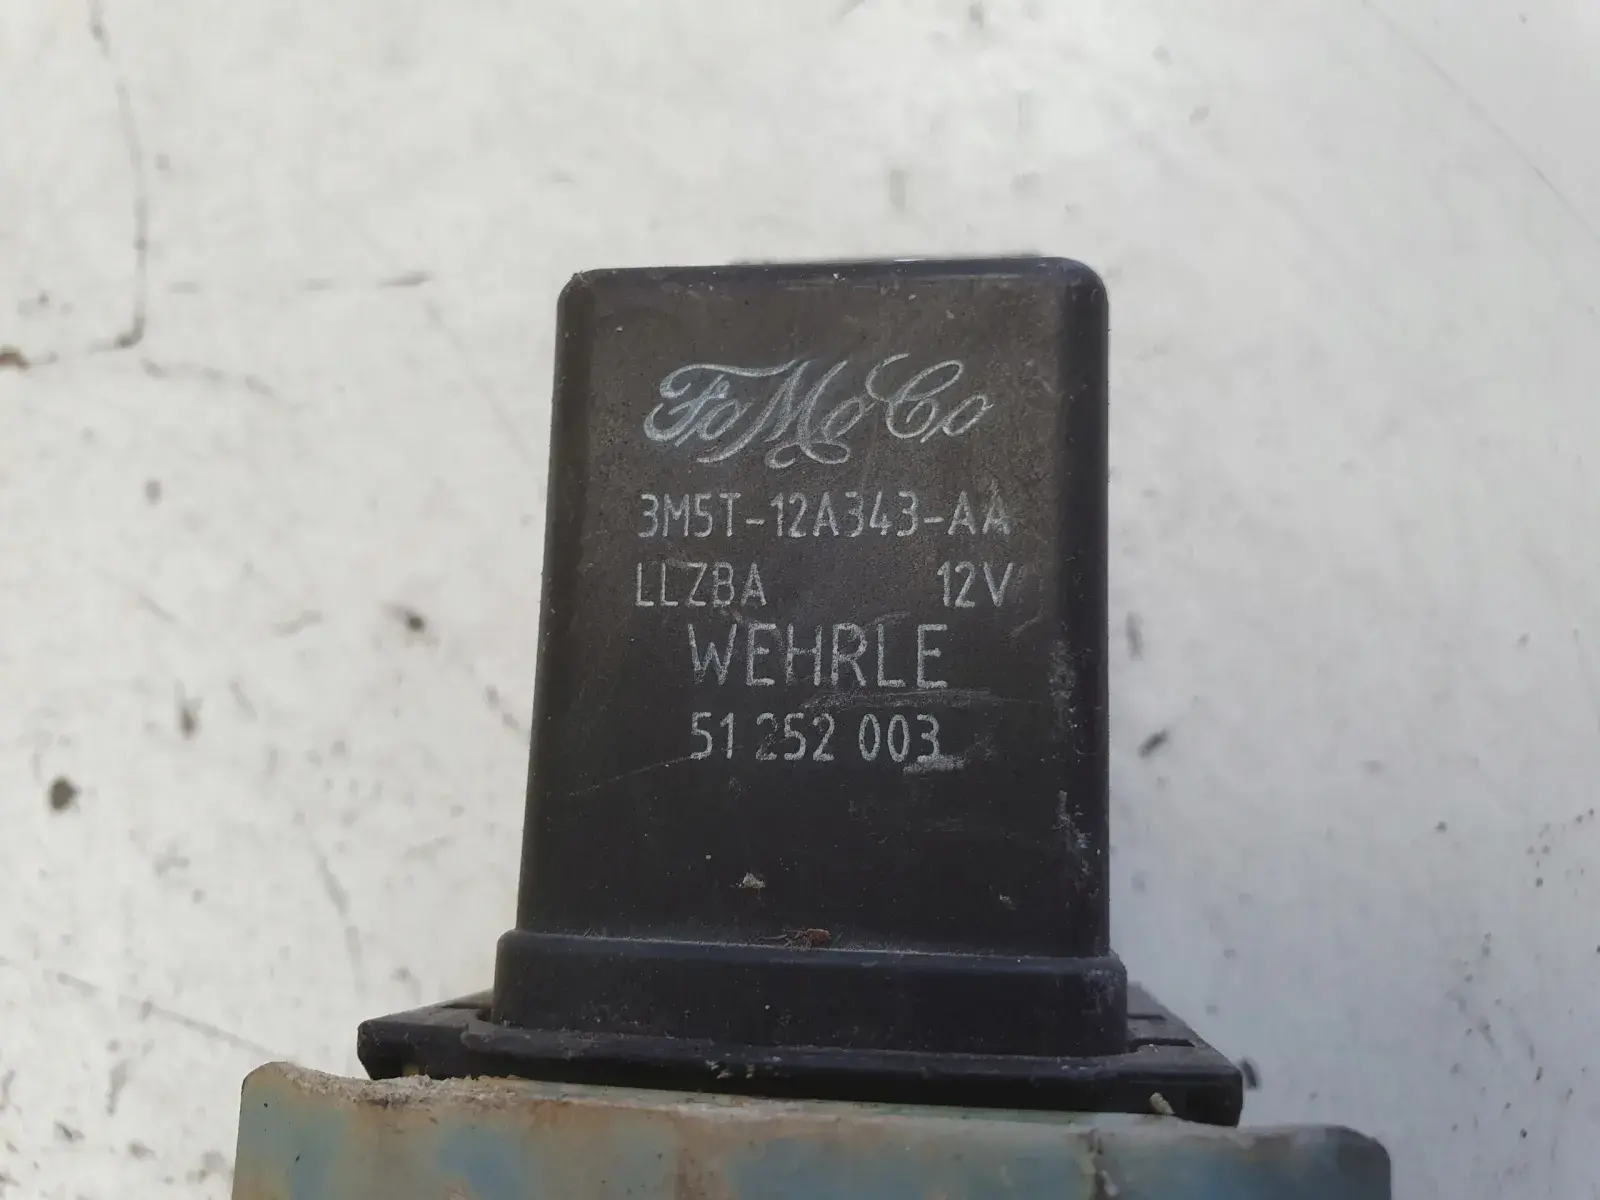 FoMoCo
3M5T-12A343-AA
LLZBA 12V
WEHRLE
51 252 003